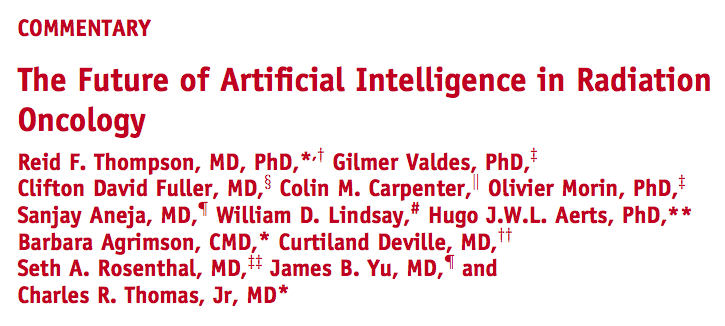 COMMENTARY
The Future of Artificial Intelligence in Radiation
Oncology
Reid F. Thompson, MD, PhD,*,† Gilmer Valdes, PhD,‡
Clifton David Fuller, MD,§ Colin M. Carpenter,‖ Olivier Morin, PhD,‡
Sanjay Aneja, MD,¶ William D. Lindsay,# Hugo J.W.L. Aerts, PhD,**
Barbara Agrimson, CMD,* Curtiland Deville, MD,††
Seth A. Rosenthal, MD,‡‡ James B. Yu, MD,¶ and
Charles R. Thomas, Jr, MD*